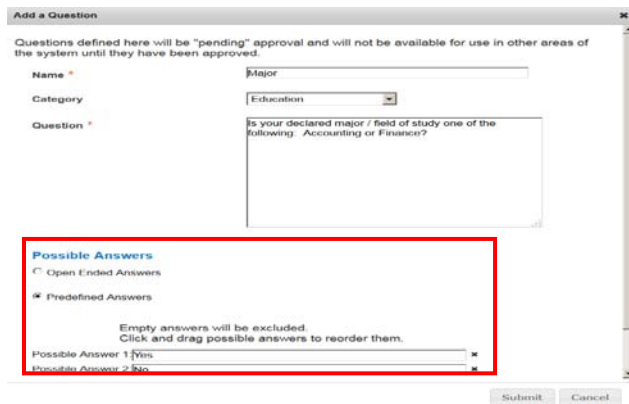 Add a Question
Questions defined here will be "pending" approval and will not be available for use in other areas of
the system until they have been approved.
Name *
Major
Category
Education
Question *
Is your declared major / field of study one of the
following: Accounting or Finance?
Possible Answers
Open Ended Answers
Predefined Answers
Empty answers will be excluded.
Click and drag possible answers to reorder them.
Possible Answer 1: Yes
Possible Answer 2: No
Submit Cancel